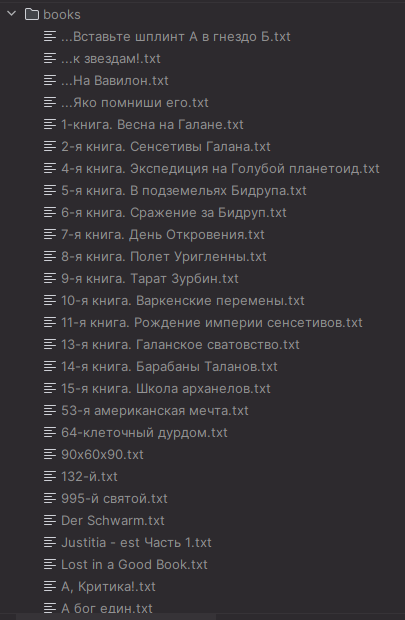 books
...Вставьте шплинт А в гнездо Б.txt
...к звездам!.txt
...На Вавилон.txt
...Яко помниши его.txt
1-книга. Весна на Галане.txt
2-я книга. Сенсетивы Галана.txt
4-я книга. Экспедиция на Голубой планетоид.txt
5-я книга. В подземельях Бидрупа.txt
6-я книга. Сражение за Бидруп.txt
7-я книга. День Откровения.txt
8-я книга. Полет Уригленны.txt
9-я книга. Тарат Зурбин.txt
10-я книга. Варкенские перемены.txt
11-я книга. Рождение империи сенсетивов.txt
13-я книга. Галанское сватовство.txt
14-я книга. Барабаны Таланов.txt
15-я книга. Школа арханелов.txt
53-я американская мечта.txt
64-клеточный дурдом.txt
90x60x90.txt
132-й.txt
995-й святой.txt
Der Schwarm.txt
Justitia - est Часть 1.txt
Lost in a Good Book.txt
А, Критика!.txt
А бог един.txt